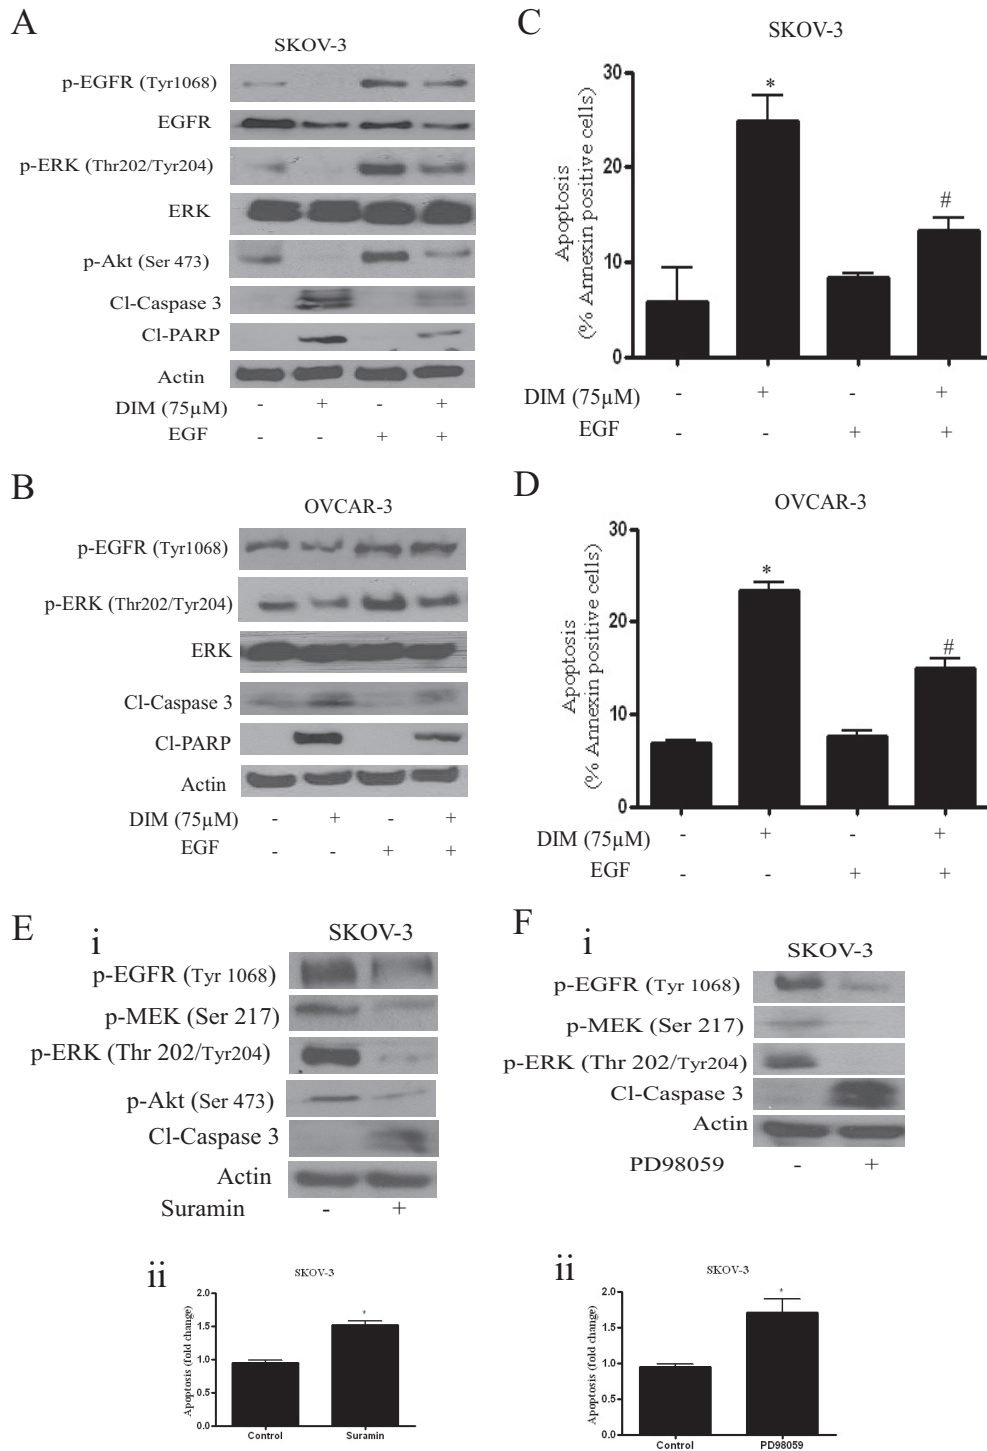 A
SKOV-3
p-EGFR (Tyr1068)
EGFR
p-ERK (Thr202/Tyr204)
ERK
p-Akt (Ser 473)
Cl-Caspase 3
Cl-PARP
Actin
DIM (75µM) - + - +
EGF - - + +
C
SKOV-3
Apoptosis
(% Annexin positive cells)
30
20
10
0
*
#
DIM (75µM) - + - +
EGF - - + +
B
OVCAR-3
p-EGFR (Tyr1068)
p-ERK (Thr202/Tyr204)
ERK
Cl-Caspase 3
Cl-PARP
Actin
DIM (75µM) - + - +
EGF - - + +
D
OVCAR-3
Apoptosis
(% Annexin positive cells)
30
20
10
0
*
#
DIM (75µM) - + - +
EGF - - + +
E
i
SKOV-3
p-EGFR (Tyr 1068)
p-MEK (Ser 217)
p-ERK (Thr 202/Tyr204)
p-Akt (Ser 473)
Cl-Caspase 3
Actin
Suramin - +
ii
SKOV-3
Apoptosis (fold change)
2.0
1.5
1.0
0.5
0.0
*
Control Suramin
F
i
SKOV-3
p-EGFR (Tyr 1068)
p-MEK (Ser 217)
p-ERK (Thr 202/Tyr204)
Cl-Caspase 3
Actin
PD98059 - +
ii
SKOV-3
Apoptosis (fold change)
2.0
1.5
1.0
0.5
0.0
*
Control PD98059